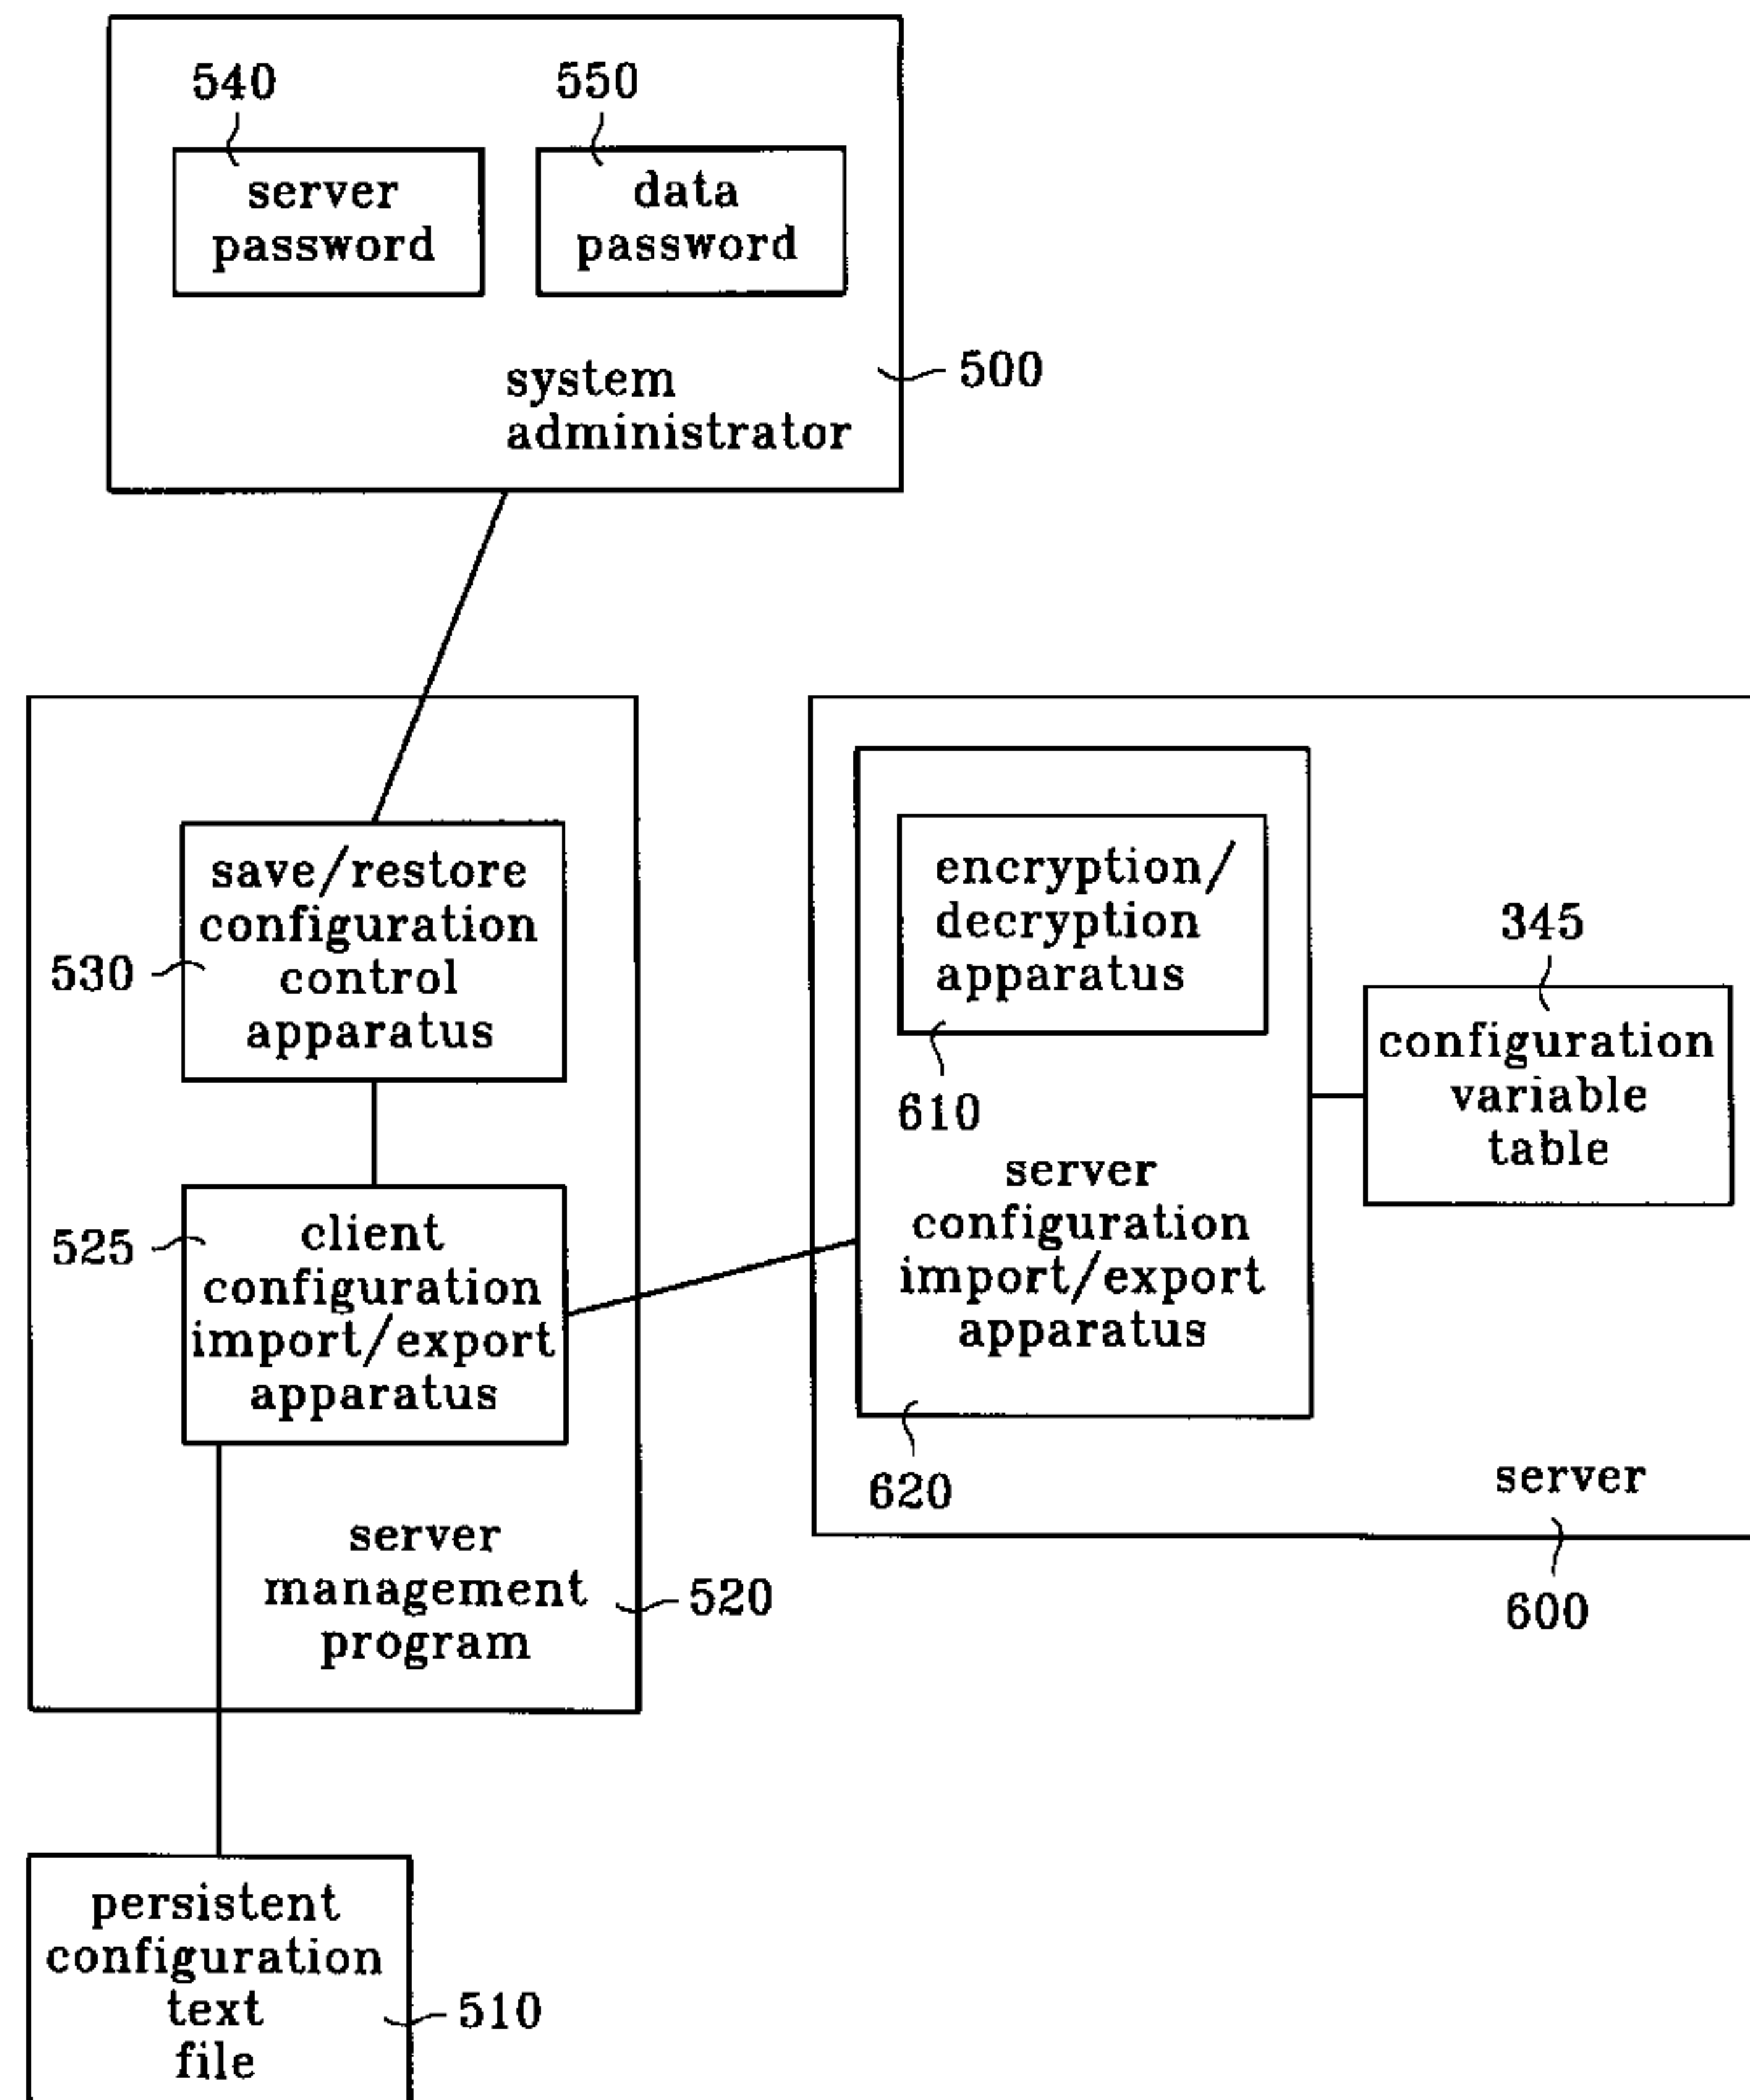 540
550
server
password
data
password
system
administrator
500
save/restore
configuration
control
apparatus
530
client
configuration
import/export
apparatus
525
server
management
program
520
encryption/
decryption
apparatus
610
server
configuration
import/export
apparatus
620
345
configuration
variable
table
server
600
persistent
configuration
text
file
510